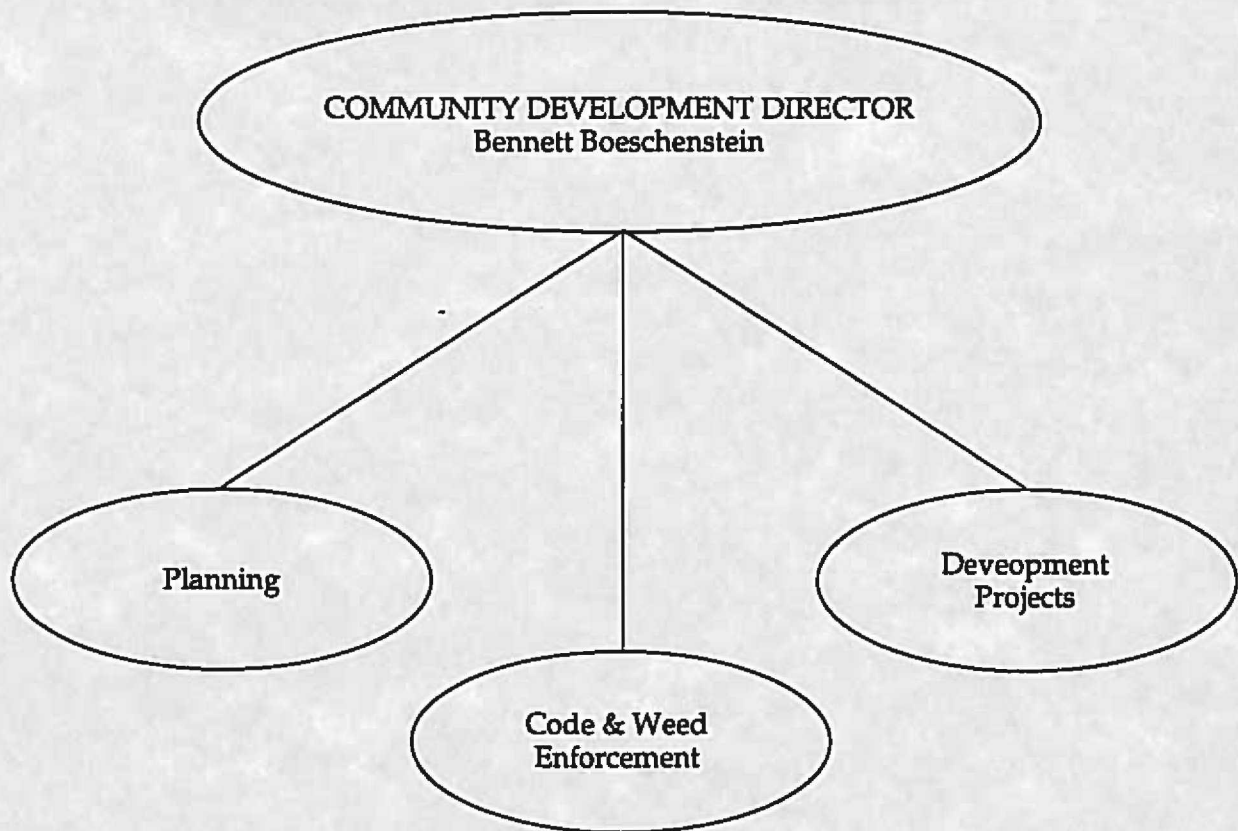 COMMUNITY DEVELOPMENT DIRECTOR
Bennett Boeschenstein
Planning
Deveopment
Projects
Code & Weed
Enforcement